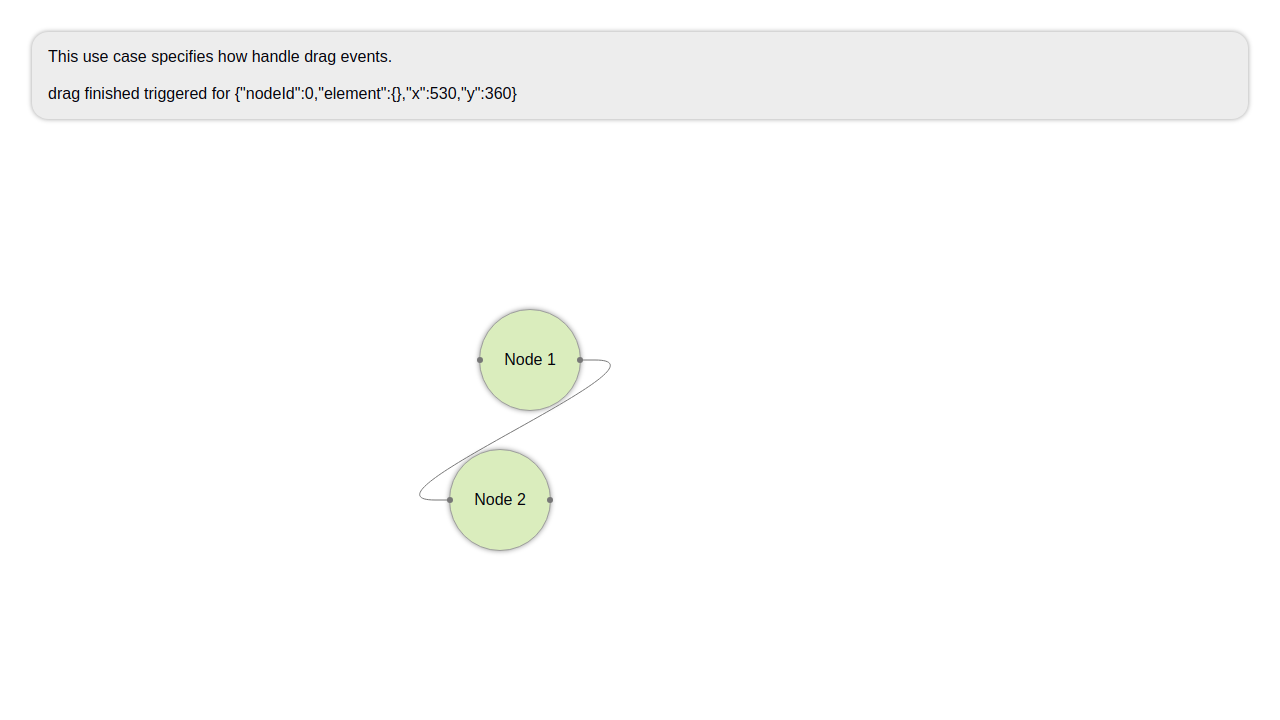 This use case specifies how handle drag events.
drag finished triggered for {"nodeId":0,"element":{},"x":530,"y":360}
Node 1
Node 2